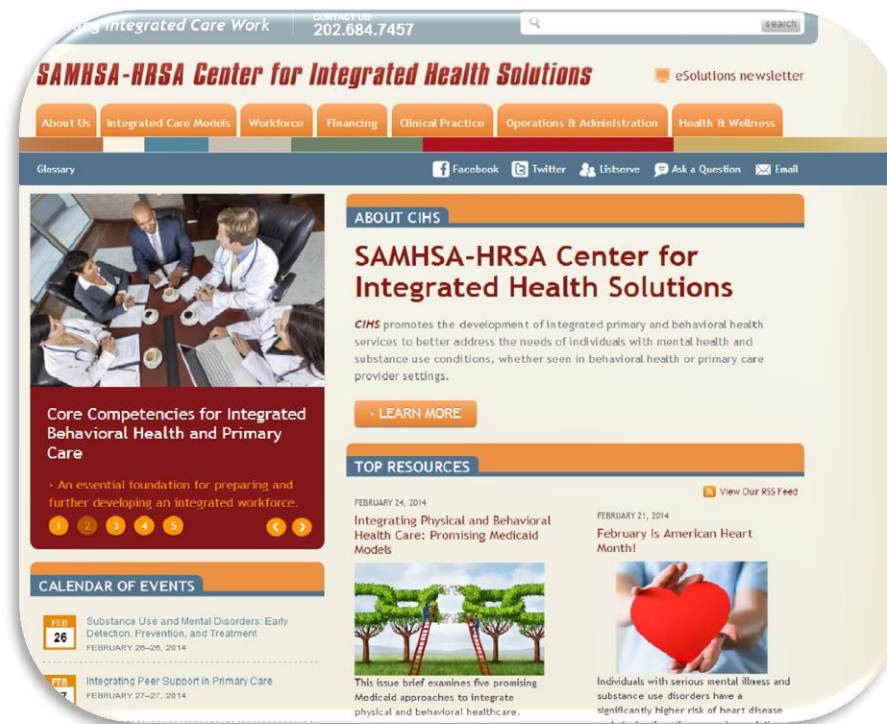 Integrated Care Work
CONTACT US:
202.684.7457
search
SAMHSA-HRSA Center for Integrated Health Solutions
eSolutions newsletter
About Us
Integrated Care Models
Workforce
Financing
Clinical Practice
Operations & Administration
Health & Wellness
Glossary
Facebook
Twitter
Listserve
Ask a Question
Email
Core Competencies for Integrated
Behavioral Health and Primary
Care
› An essential foundation for preparing and
further developing an integrated workforce.
1 2 3 4 5
CALENDAR OF EVENTS
FEB
26
Substance Use and Mental Disorders: Early
Detection, Prevention, and Treatment
FEBRUARY 26–26, 2014
FEB
Integrating Peer Support in Primary Care
FEBRUARY 27–27, 2014
ABOUT CIHS
SAMHSA-HRSA Center for
Integrated Health Solutions
CIHS promotes the development of integrated primary and behavioral health
services to better address the needs of individuals with mental health and
substance use conditions, whether seen in behavioral health or primary care
provider settings.
› LEARN MORE
TOP RESOURCES
View Our RSS Feed
FEBRUARY 24, 2014
Integrating Physical and Behavioral
Health Care: Promising Medicaid
Models
This issue brief examines five promising
Medicaid approaches to integrate
physical and behavioral healthcare.
FEBRUARY 21, 2014
February Is American Heart
Month!
Individuals with serious mental illness and
substance use disorders have a
significantly higher risk of heart disease